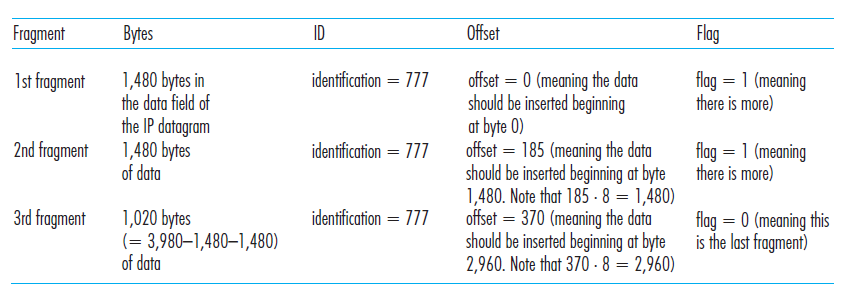 Fragment Bytes ID Offset Flag
1st fragment 1,480 bytes in identification = 777 offset = 0 (meaning the data flag = 1 (meaning
the data field of should be inserted beginning there is more)
the IP datagram at byte 0)
2nd fragment 1,480 bytes identification = 777 offset = 185 (meaning the data flag = 1 (meaning
of data should be inserted beginning at byte there is more)
1,480. Note that 185 · 8 = 1,480)
3rd fragment 1,020 bytes identification = 777 offset = 370 (meaning the data flag = 0 (meaning this
(= 3,980–1,480–1,480) should be inserted beginning at byte is the last fragment)
of data 2,960. Note that 370 · 8 = 2,960)